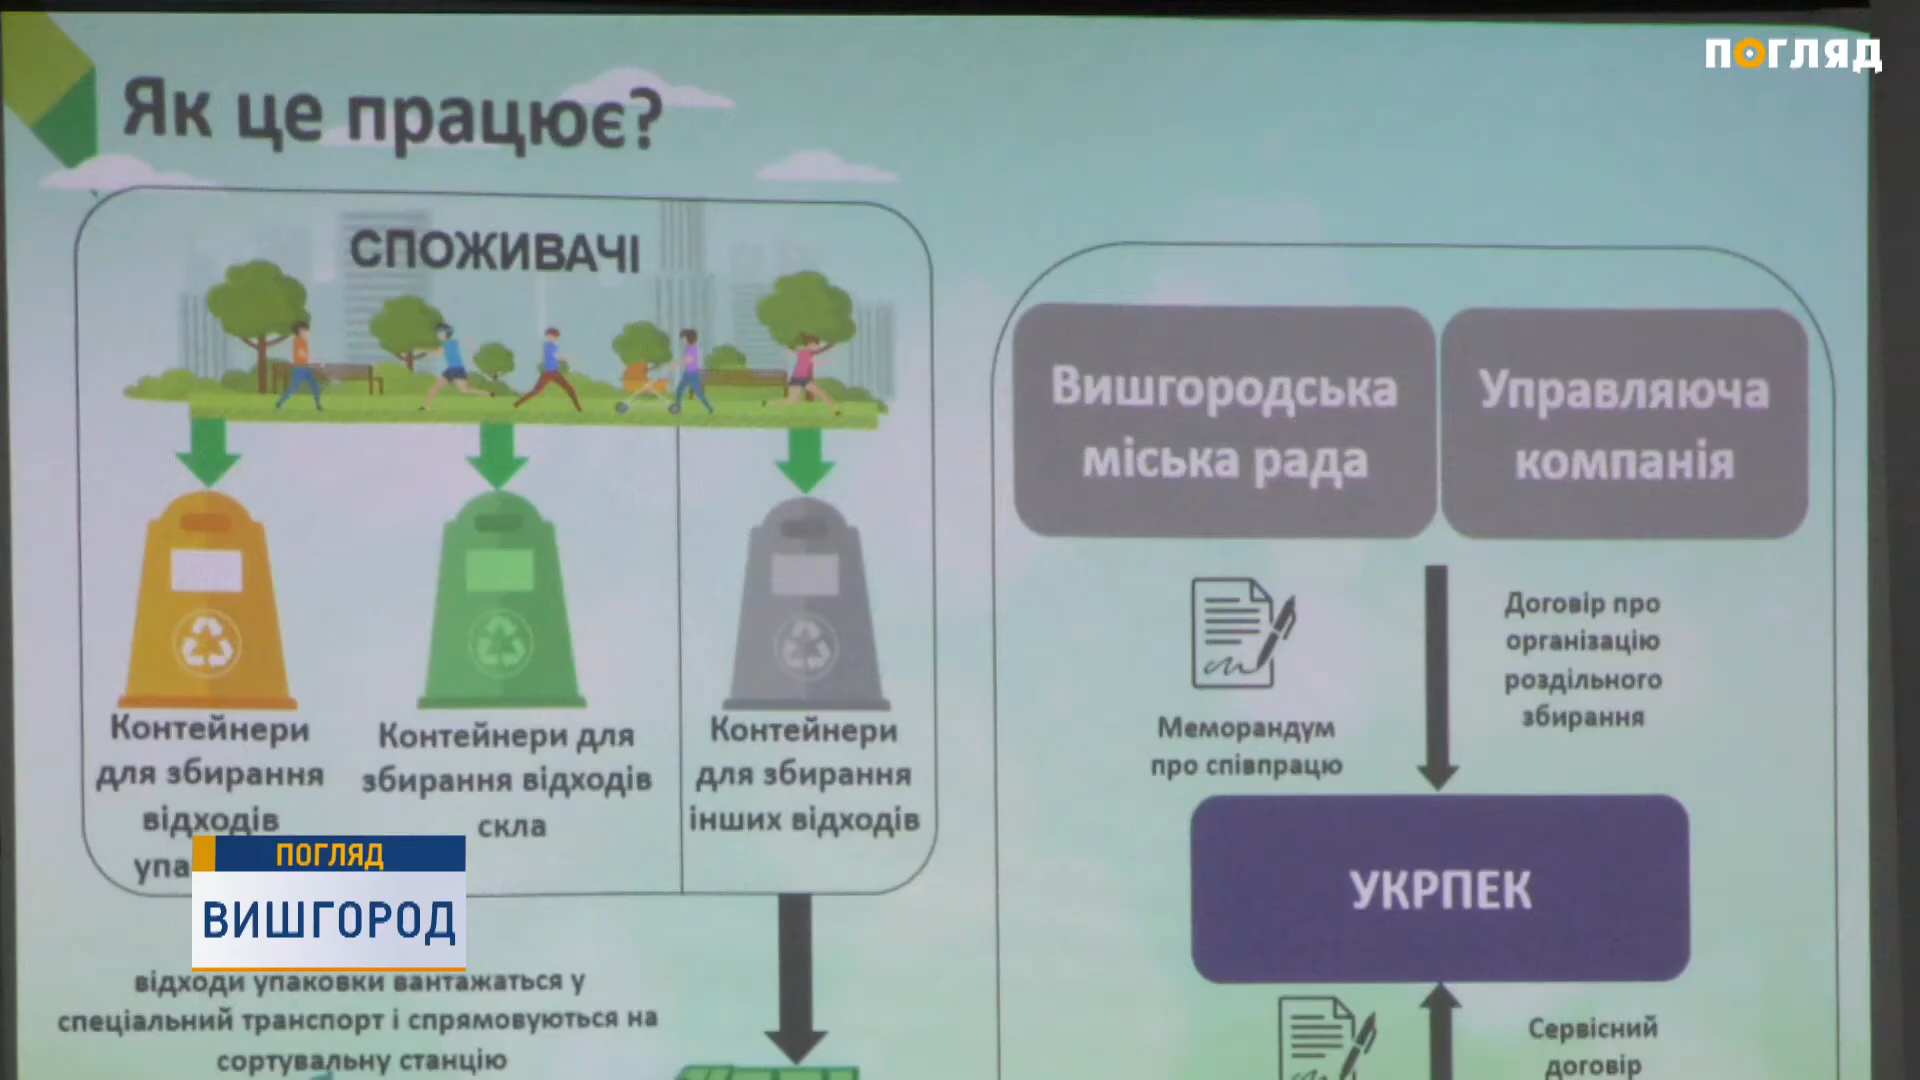 ПОГЛЯД
Як це працює?
СПОЖИВАЧІ
Контейнери
для збирання
відходів
Контейнери для
збирання відходів
скла
Контейнери
для збирання
інших відходів
ПОГЛЯД
ВИШГОРОД
відходи упаковки вантажаться у
спеціальний транспорт і спрямовуються на
сортувальну станцію
Вишгородська
міська рада
Управляюча
компанія
Меморандум
про співпрацю
Договір про
організацію
роздільного
збирання
УКРПЕК
Сервісний
договір